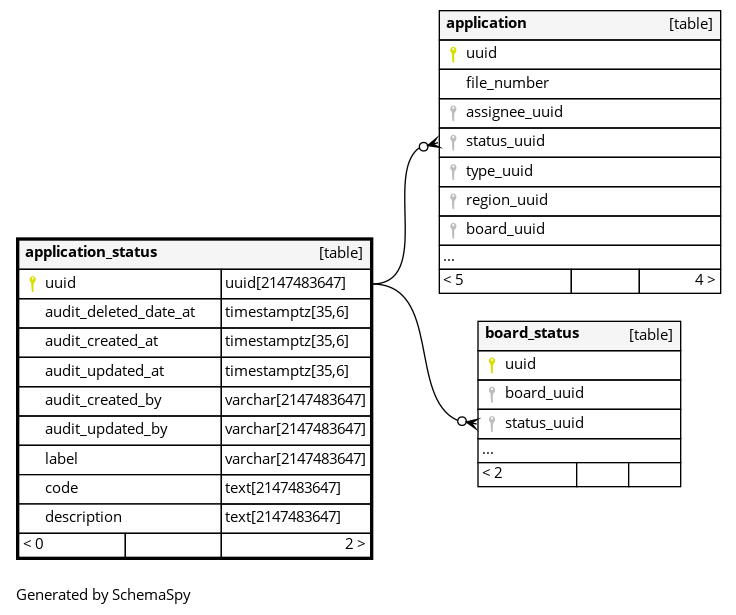 application [table]
uuid
file_number
assignee_uuid
status_uuid
type_uuid
region_uuid
board_uuid
...
< 5 4 >
application_status [table]
uuid uuid[2147483647]
audit_deleted_date_at timestamptz[35,6]
audit_created_at timestamptz[35,6]
audit_updated_at timestamptz[35,6]
audit_created_by varchar[2147483647]
audit_updated_by varchar[2147483647]
label varchar[2147483647]
code text[2147483647]
description text[2147483647]
< 0 2 >
board_status [table]
uuid
board_uuid
status_uuid
...
< 2
Generated by SchemaSpy